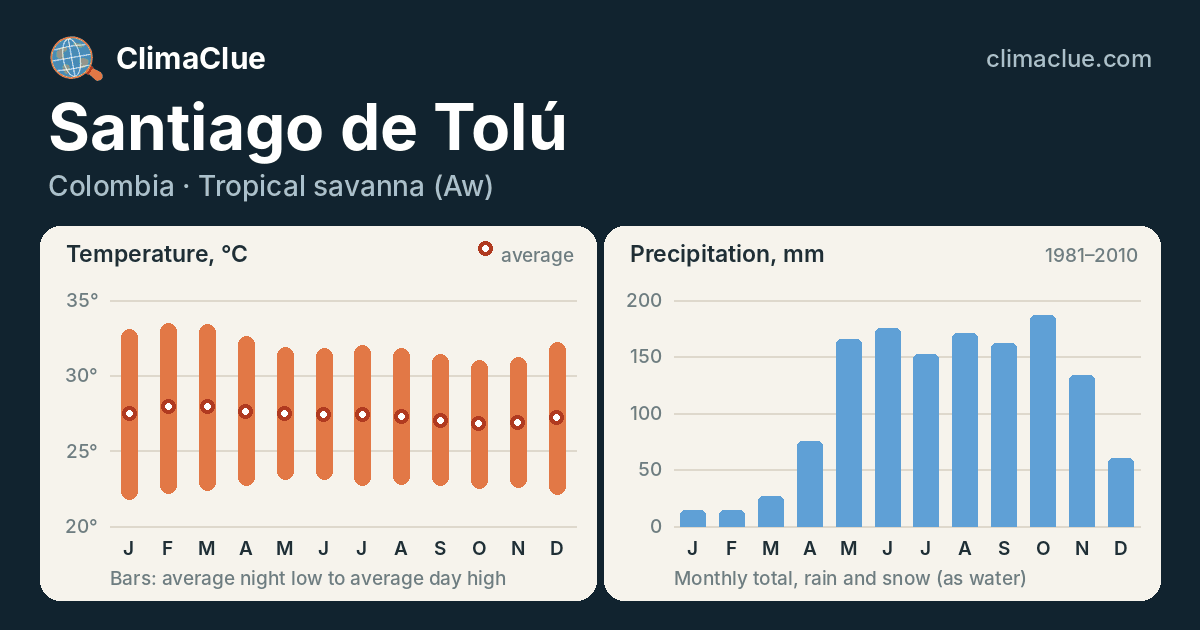 ClimaClue
climaclue.com
Santiago de Tolú
Colombia · Tropical savanna (Aw)
Temperature, °C
average
35°
30°
25°
20°
J F M A M J J A S O N D
Bars: average night low to average day high
Precipitation, mm
1981–2010
200
150
100
50
0
J F M A M J J A S O N D
Monthly total, rain and snow (as water)